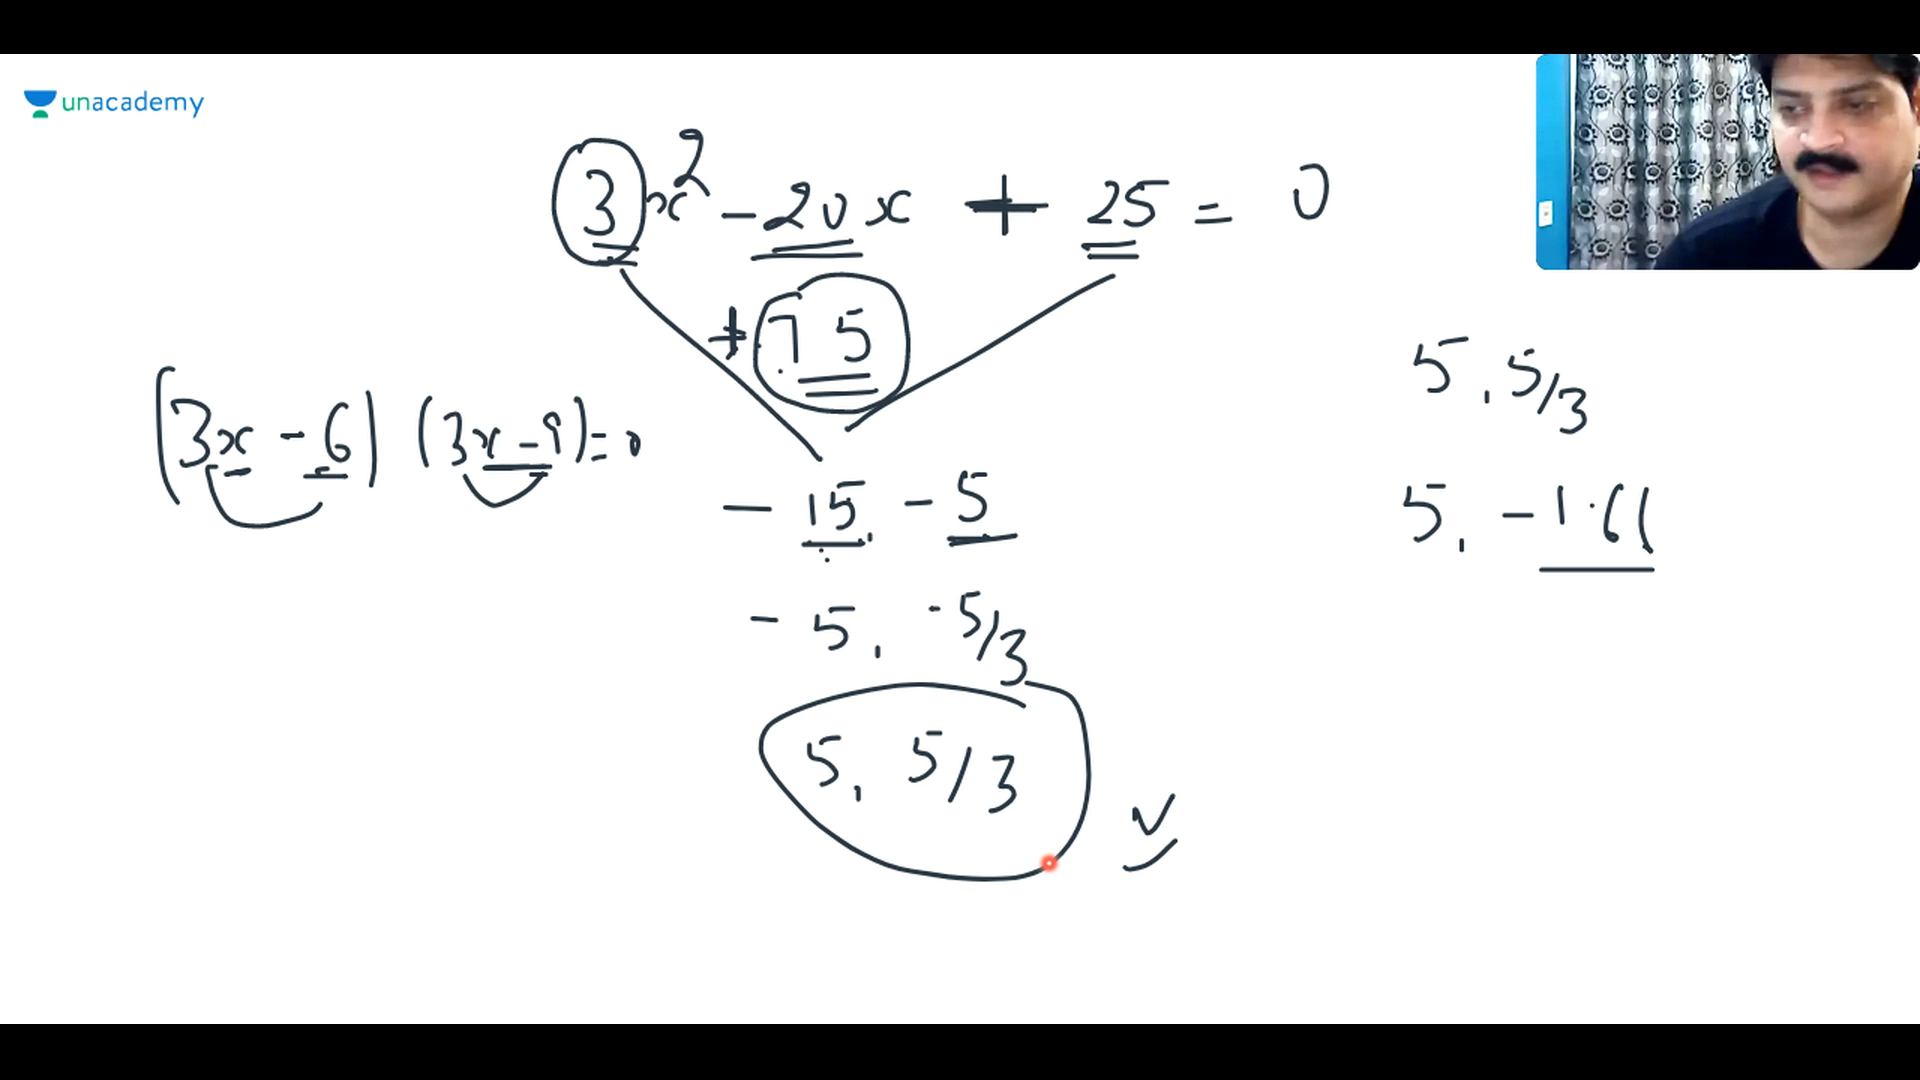 unacademy
3x² - 20x + 25 = 0
+ 75
(3x - 6) (3x - 9) = 0
- 15, - 5
- 5, - 5/3
5, 5/3
5, 5/3
5, - 1.61